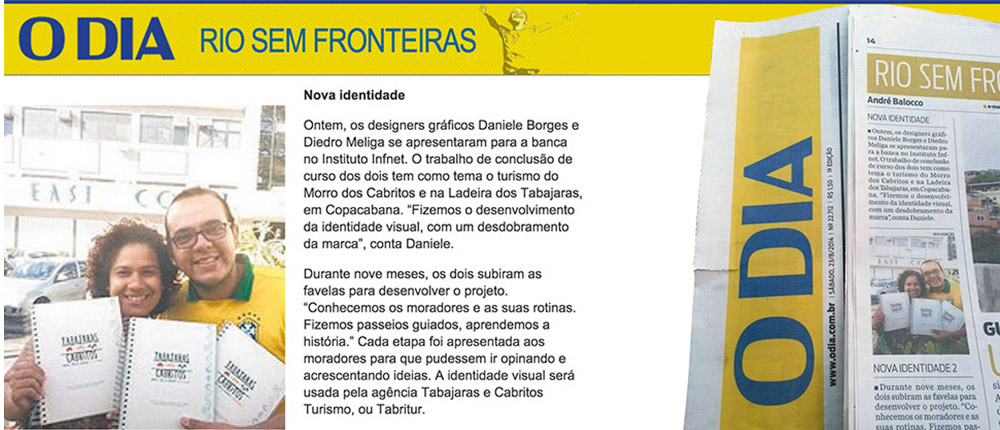 O DIA RIO SEM FRONTEIRAS
Nova identidade
Ontem, os designers gráficos Daniele Borges e
Diedro Meliga se apresentaram para a banca
no Instituto Infnet. O trabalho de conclusão de
curso dos dois tem como tema o turismo do
Morro dos Cabritos e na Ladeira dos Tabajaras,
em Copacabana. “Fizemos o desenvolvimento
da identidade visual, com um desdobramento
da marca”, conta Daniele.
Durante nove meses, os dois subiram as
favelas para desenvolver o projeto.
“Conhecemos os moradores e as suas rotinas.
Fizemos passeios guiados, aprendemos a
história.” Cada etapa foi apresentada aos
moradores para que pudessem ir opinando e
acrescentando ideias. A identidade visual será
usada pela agência Tabajaras e Cabritos
Turismo, ou Tabritur.
EAST
TABAJARAS
CABRITOS
TABAJARAS
CABRITOS
TABAJARAS
CABRITOS
O DIA
www.odia.com.br | SÁBADO, 23/8/2014 | Nº 22.712 | R$ 1,50 | 1ª EDIÇÃO
14
RIO SEM FRO
André Balocco
NOVA IDENTIDADE
■ Ontem, os designers gráfi-
cos Daniele Borges e Diedro
Meliga se apresentaram para
a banca no Instituto Inf-
net. O trabalho de conclusão
de curso dos dois tem como
tema o turismo do Morro dos
Cabritos e na Ladeira dos
Tabajaras, em Copacabana.
“Fizemos o desenvolvimento
da identidade visual, com
um desdobramento da
marca”, conta Daniele.
DIVULGAÇÃO
NOVA IDENTIDADE 2
■ Durante nove meses, os
dois subiram as favelas para
desenvolver o projeto. “Co-
nhecemos os moradores e as
suas rotinas. Fizemos pas-